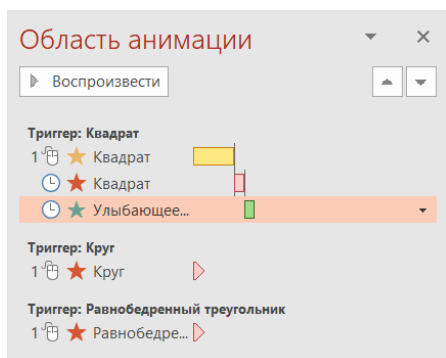 Область анимации
Воспроизвести
Триггер: Квадрат
1 Квадрат
Квадрат
Улыбающее...
Триггер: Круг
1 Круг
Триггер: Равнобедренный треугольник
1 Равнобедре...